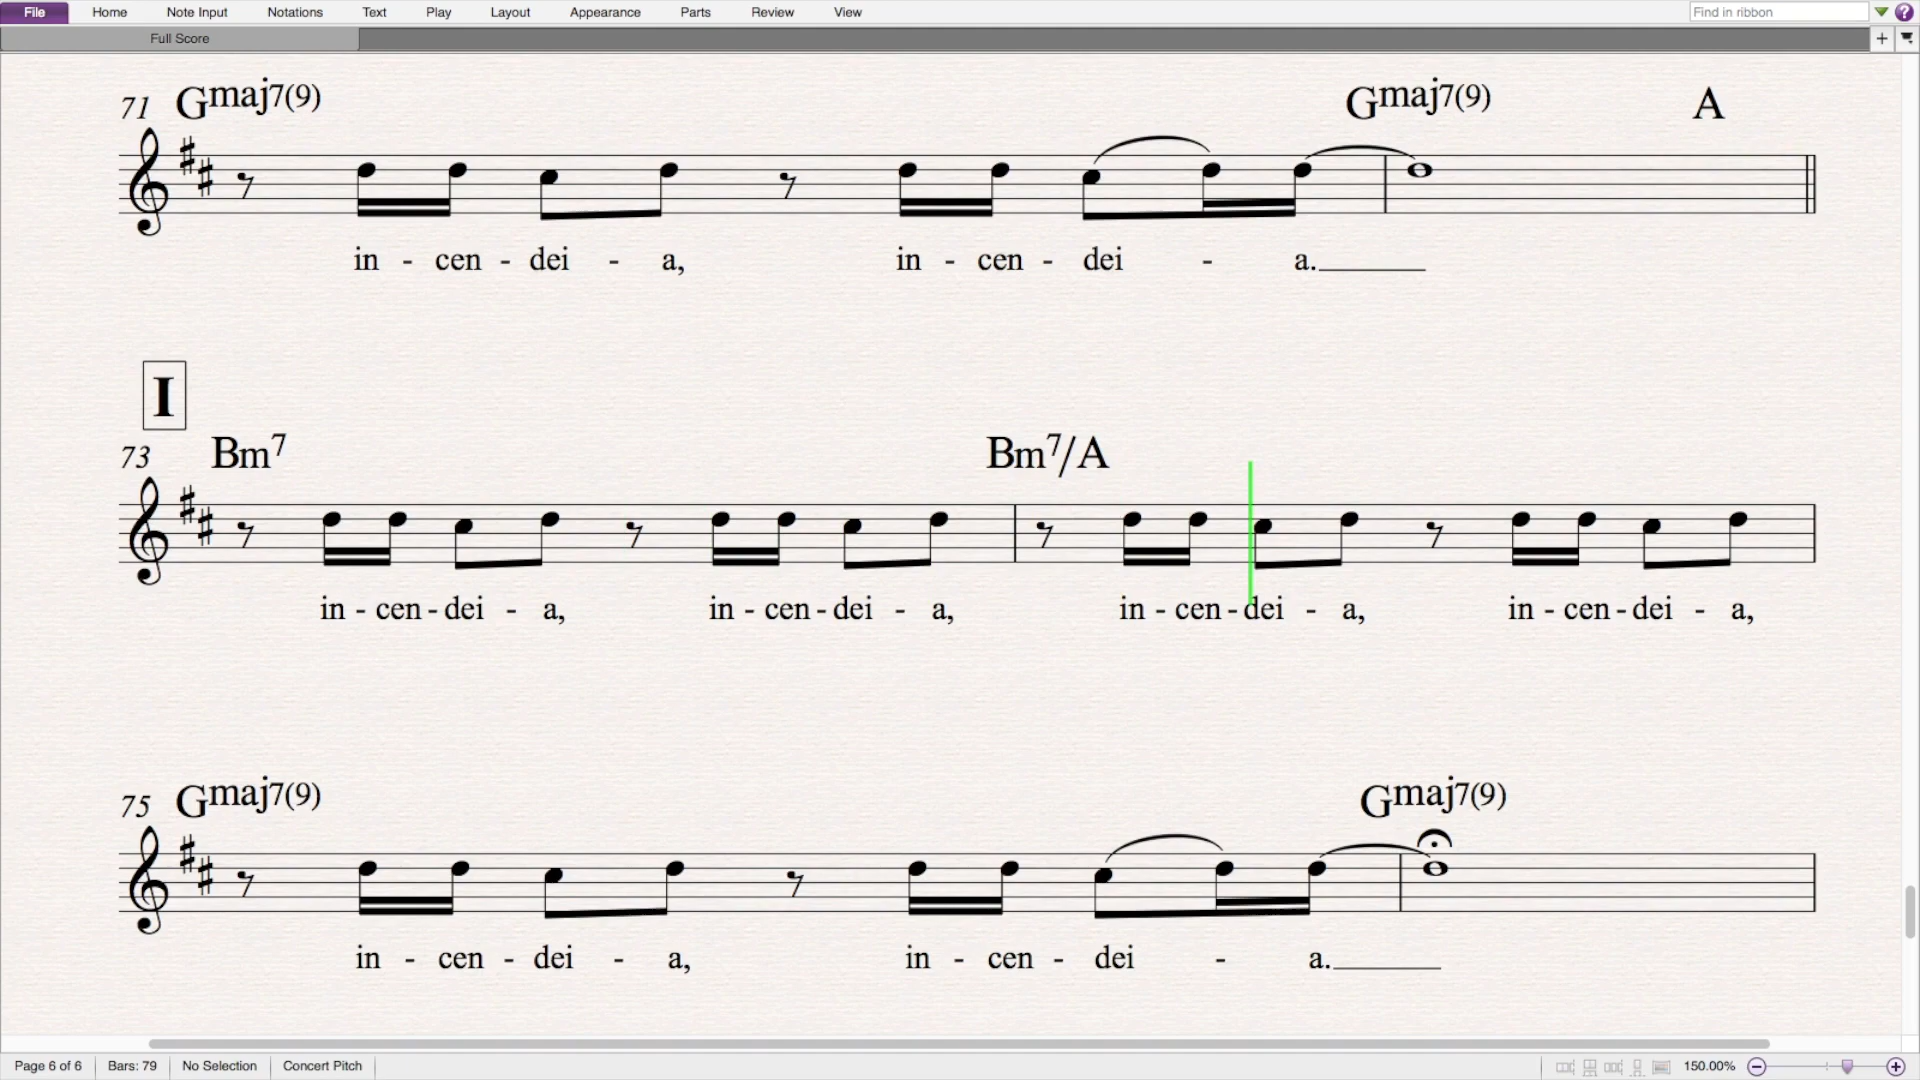 File Home Note Input Notations Text Play Layout Appearance Parts Review View Find in ribbon ?
Full Score +
71 Gmaj7(9) Gmaj7(9) A
in - cen - dei - a, in - cen - dei - a.
I
73 Bm7 Bm7/A
in - cen - dei - a, in - cen - dei - a, in - cen - dei - a, in - cen - dei - a,
75 Gmaj7(9) Gmaj7(9)
in - cen - dei - a, in - cen - dei - a.
Page 6 of 6 Bars: 79 No Selection Concert Pitch 150.00%